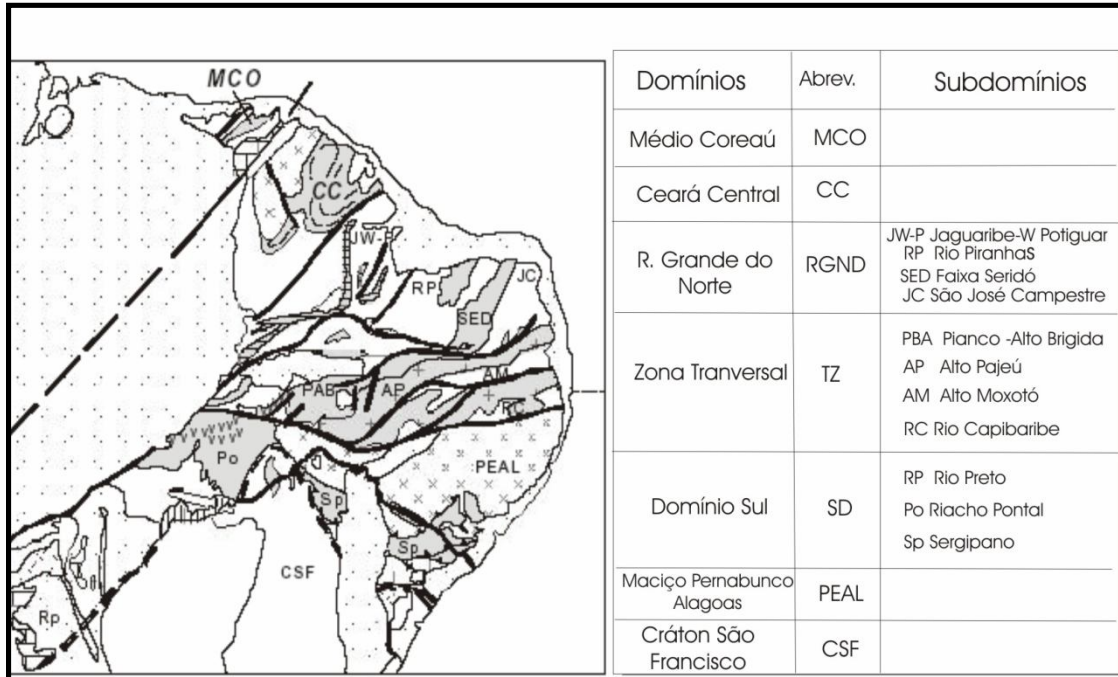 MCO
CC
JW-P
RP
JC
SED
PAB
AP
AM
RC
Po
PEAL
Sp
Sp
CSF
Rp
Domínios Abrev. Subdomínios
Médio Coreaú MCO
Ceará Central CC
R. Grande do Norte RGND
JW-P Jaguaribe-W Potiguar
RP Rio PiranhaS
SED Faixa Seridó
JC São José Campestre
Zona Tranversal TZ
PBA Pianco -Alto Brigida
AP Alto Pajeú
AM Alto Moxotó
RC Rio Capibaribe
Domínio Sul SD
RP Rio Preto
Po Riacho Pontal
Sp Sergipano
Maciço Pernabunco
Alagoas PEAL
Cráton São
Francisco CSF